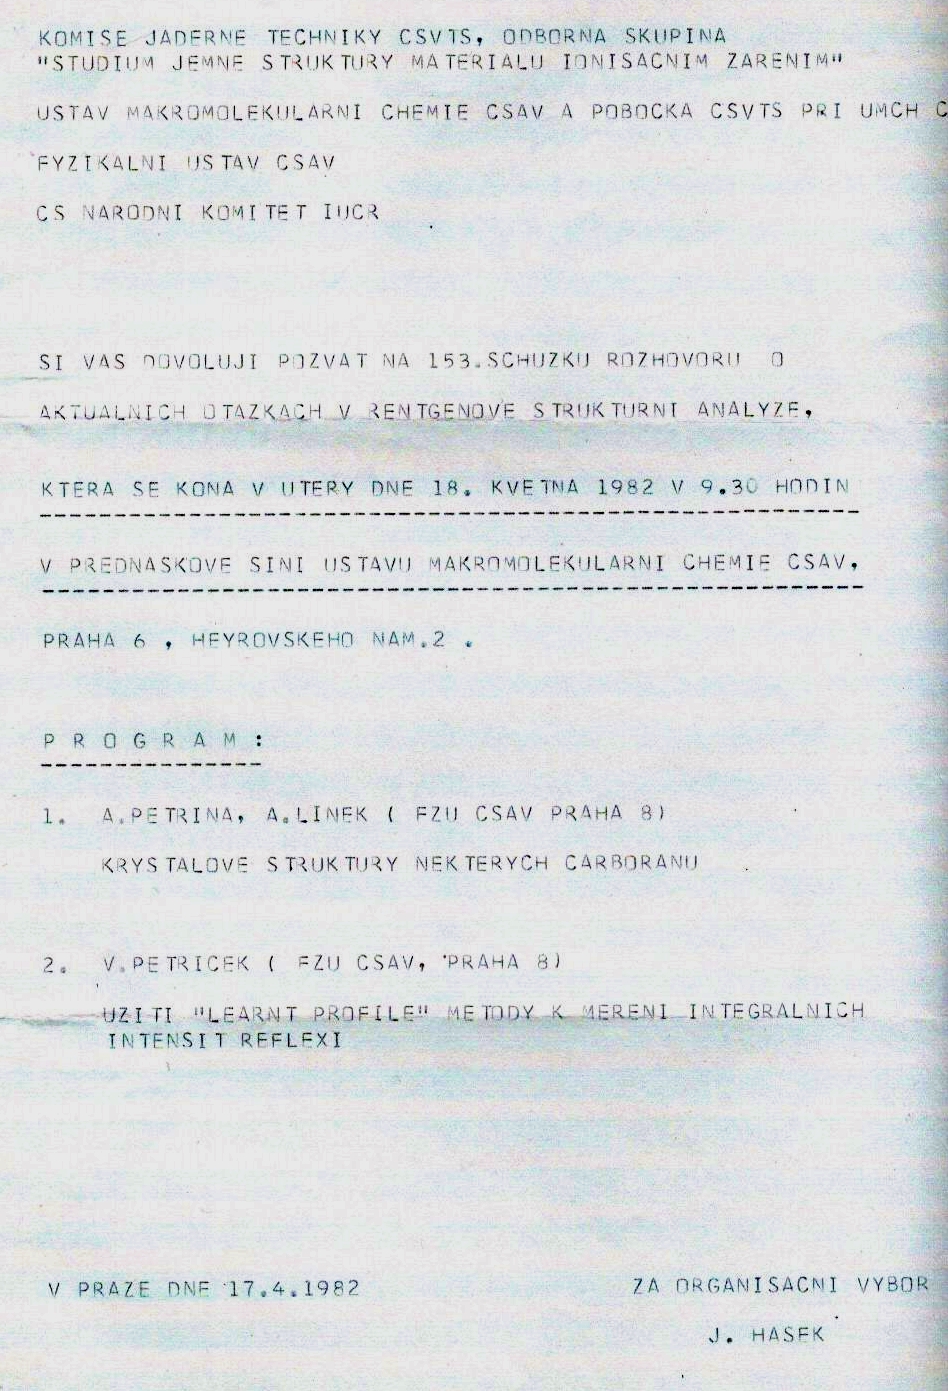 KOMISE JADERNE TECHNIKY CSVTS, ODBORNA SKUPINA
"STUDIUM JEMNE STRUKTURY MATERIALU IONISACNIM ZARENIM"
USTAV MAKROMOLEKULARNI CHEMIE CSAV A POBOCKA CSVTS PRI UMCH C
FYZIKALNI USTAV CSAV
CS NARODNI KOMITET IUCR
SI VAS DOVOLUJI POZVAT NA 153.SCHUZKU ROZHOVORU O
AKTUALNICH OTAZKACH V RENTGENOVE STRUKTURNI ANALYZE,
KTERA SE KONA V UTERY DNE 18. KVETNA 1982 V 9.30 HODIN
V PREDNASKOVE SINI USTAVU MAKROMOLEKULARNI CHEMIE CSAV,
PRAHA 6 , HEYROVSKEHO NAM.2 .
P R O G R A M :
1. A.PETRINA, A.LINEK ( FZU CSAV PRAHA 8)
KRYSTALOVE STRUKTURY NEKTERYCH CARBORANU
2. V.PETRICEK ( FZU CSAV, PRAHA 8)
UZITI "LEARNT PROFILE" METODY K MERENI INTEGRALNICH
INTENSIT REFLEXI
V PRAZE DNE 17.4.1982 ZA ORGANISACNI VYBOR
J. HASEK